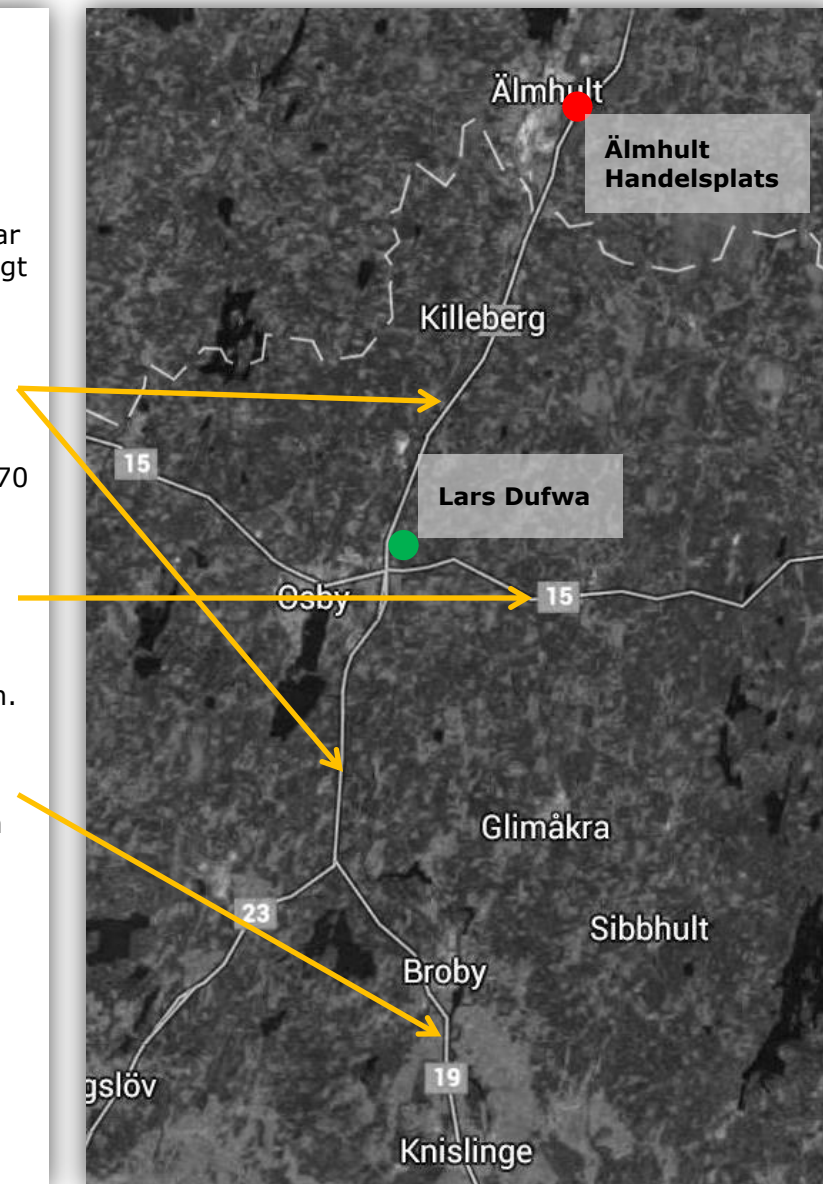 ar
gt
70
n.
Älmhult
Älmhult
Handelsplats
Killeberg
15
Lars Dufwa
Osby
15
Glimåkra
23
Sibbhult
Broby
19
gslöv
Knislinge